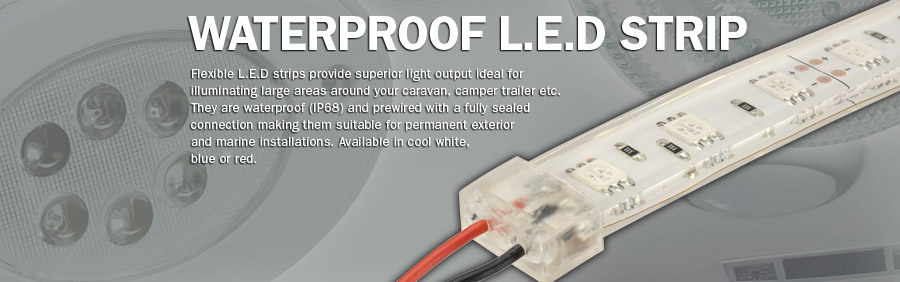 WATERPROOF L.E.D STRIP
Flexible L.E.D strips provide superior light output ideal for
illuminating large areas around your caravan, camper trailer etc.
They are waterproof (IP68) and prewired with a fully sealed
connection making them suitable for permanent exterior
and marine installations. Available in cool white,
blue or red.